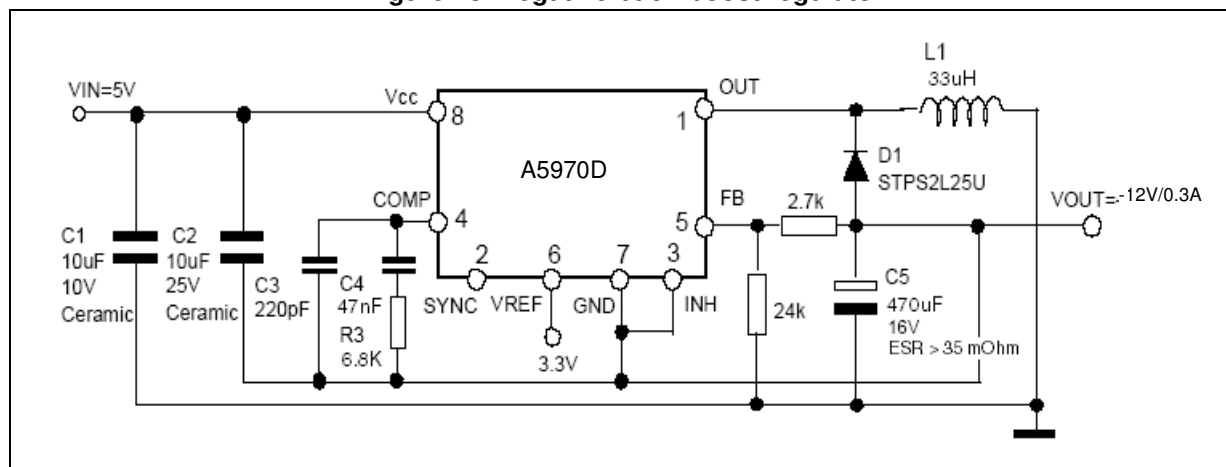 VIN=5V
Vcc
8
OUT
1
L1
33uH
A5970D
D1
STPS2L25U
COMP
4
FB
5
2.7k
VOUT=-12V/0.3A
C1
10uF
10V
Ceramic
C2
10uF
25V
Ceramic
C3
220pF
C4
47nF
R3
6.8K
2
6
7
3
SYNC
VREF
GND
INH
3.3V
24k
C5
470uF
16V
ESR > 35 mOhm